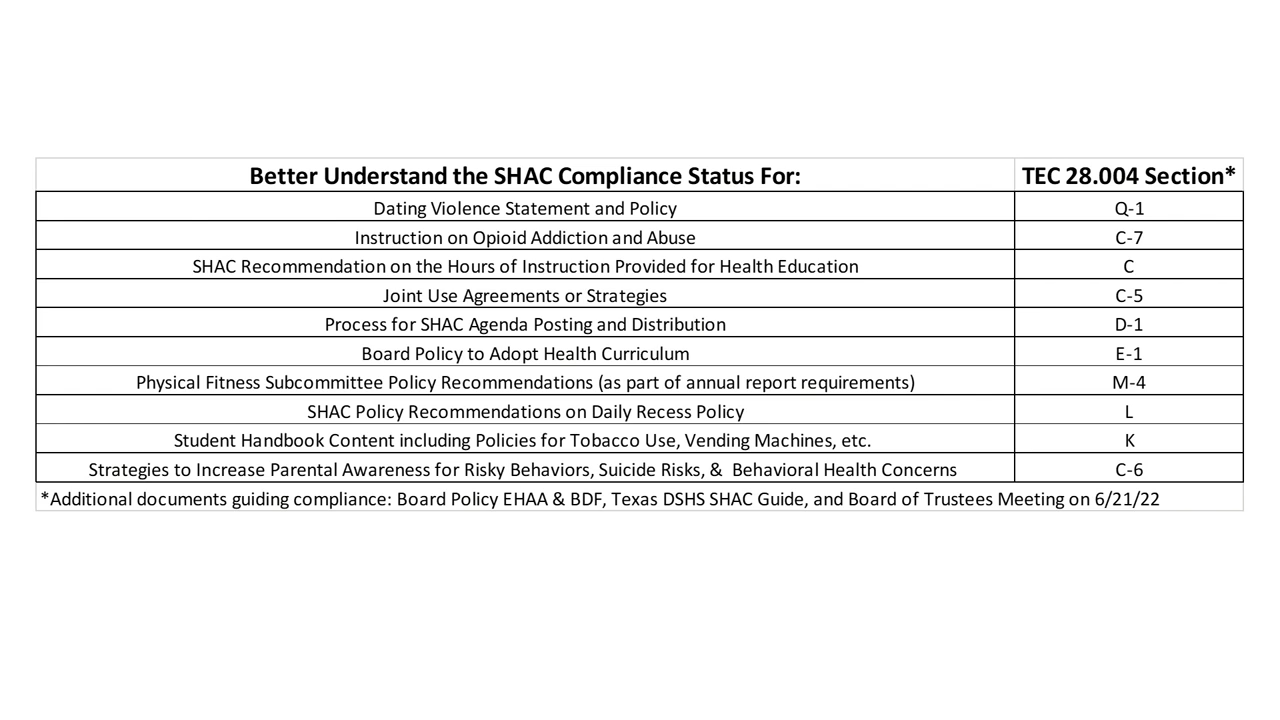 Better Understand the SHAC Compliance Status For: TEC 28.004 Section*
Dating Violence Statement and Policy Q-1
Instruction on Opioid Addiction and Abuse C-7
SHAC Recommendation on the Hours of Instruction Provided for Health Education C
Joint Use Agreements or Strategies C-5
Process for SHAC Agenda Posting and Distribution D-1
Board Policy to Adopt Health Curriculum E-1
Physical Fitness Subcommittee Policy Recommendations (as part of annual report requirements) M-4
SHAC Policy Recommendations on Daily Recess Policy L
Student Handbook Content including Policies for Tobacco Use, Vending Machines, etc. K
Strategies to Increase Parental Awareness for Risky Behaviors, Suicide Risks, & Behavioral Health Concerns C-6
*Additional documents guiding compliance: Board Policy EHAA & BDF, Texas DSHS SHAC Guide, and Board of Trustees Meeting on 6/21/22